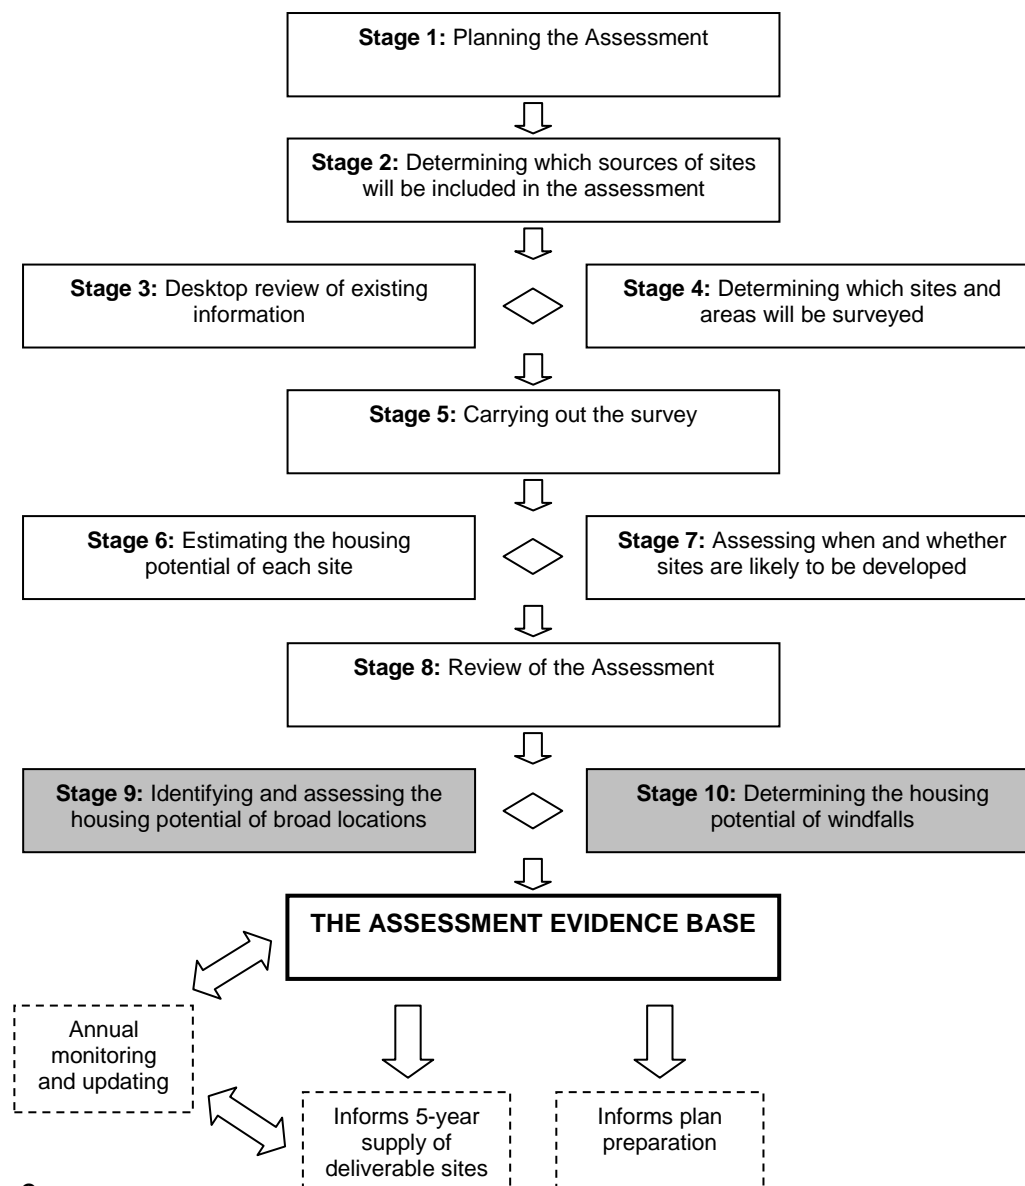 Stage 1: Planning the Assessment
Stage 2: Determining which sources of sites
will be included in the assessment
Stage 3: Desktop review of existing
information
Stage 4: Determining which sites and
areas will be surveyed
Stage 5: Carrying out the survey
Stage 6: Estimating the housing
potential of each site
Stage 7: Assessing when and whether
sites are likely to be developed
Stage 8: Review of the Assessment
Stage 9: Identifying and assessing the
housing potential of broad locations
Stage 10: Determining the housing
potential of windfalls
THE ASSESSMENT EVIDENCE BASE
Annual
monitoring
and updating
Informs 5-year
supply of
deliverable sites
Informs plan
preparation